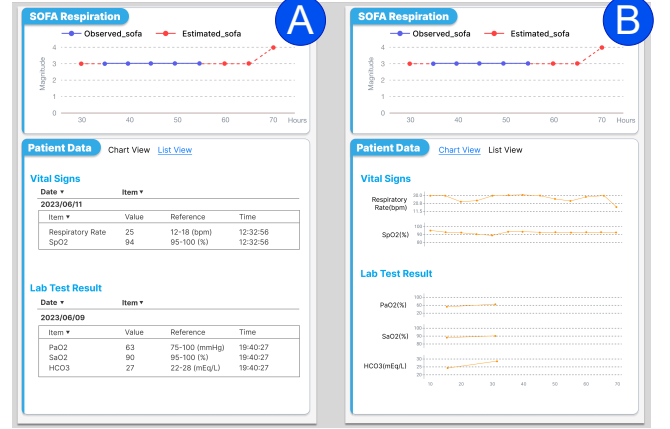 A
SOFA Respiration
Observed_sofa Estimated_sofa
Magnitude
4
3
2
1
0
30 40 50 60 70 Hours
Patient Data Chart View List View
Vital Signs
Date ▾ Item ▾
2023/06/11
Item ▾ Value Reference Time
Respiratory Rate 25 12-18 (bpm) 12:32:56
SpO2 94 95-100 (%) 12:32:56
Lab Test Result
Date ▾ Item ▾
2023/06/09
Item ▾ Value Reference Time
PaO2 63 75-100 (mmHg) 19:40:27
SaO2 90 95-100 (%) 19:40:27
HCO3 27 22-28 (mEq/L) 19:40:27
B
SOFA Respiration
Observed_sofa Estimated_sofa
Magnitude
4
3
2
1
0
30 40 50 60 70 Hours
Patient Data Chart View List View
Vital Signs
Respiratory
Rate(bpm)
SpO2(%)
Lab Test Result
PaO2(%)
SaO2(%)
HCO3(mEq/L)
30
25
20
10 20 30 40 50 60 70